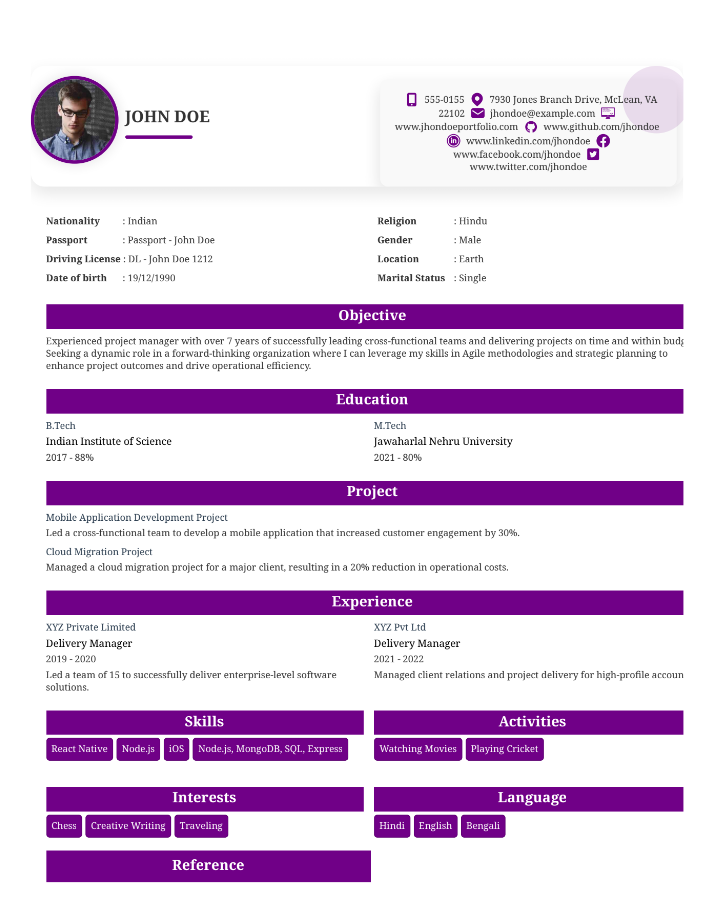 JOHN DOE
555-0155 7930 Jones Branch Drive, McLean, VA
22102 jhondoe@example.com
www.jhondoeportfolio.com www.github.com/jhondoe
www.linkedin.com/jhondoe
www.facebook.com/jhondoe
www.twitter.com/jhondoe
Nationality : Indian
Passport : Passport - John Doe
Driving License : DL - John Doe 1212
Date of birth : 19/12/1990
Religion : Hindu
Gender : Male
Location : Earth
Marital Status : Single
Objective
Experienced project manager with over 7 years of successfully leading cross-functional teams and delivering projects on time and within budg
Seeking a dynamic role in a forward-thinking organization where I can leverage my skills in Agile methodologies and strategic planning to
enhance project outcomes and drive operational efficiency.
Education
B.Tech
Indian Institute of Science
2017 - 88%
M.Tech
Jawaharlal Nehru University
2021 - 80%
Project
Mobile Application Development Project
Led a cross-functional team to develop a mobile application that increased customer engagement by 30%.
Cloud Migration Project
Managed a cloud migration project for a major client, resulting in a 20% reduction in operational costs.
Experience
XYZ Private Limited
Delivery Manager
2019 - 2020
Led a team of 15 to successfully deliver enterprise-level software
solutions.
XYZ Pvt Ltd
Delivery Manager
2021 - 2022
Managed client relations and project delivery for high-profile accoun
Skills
React Native Node.js iOS Node.js, MongoDB, SQL, Express
Activities
Watching Movies Playing Cricket
Interests
Chess Creative Writing Traveling
Language
Hindi English Bengali
Reference